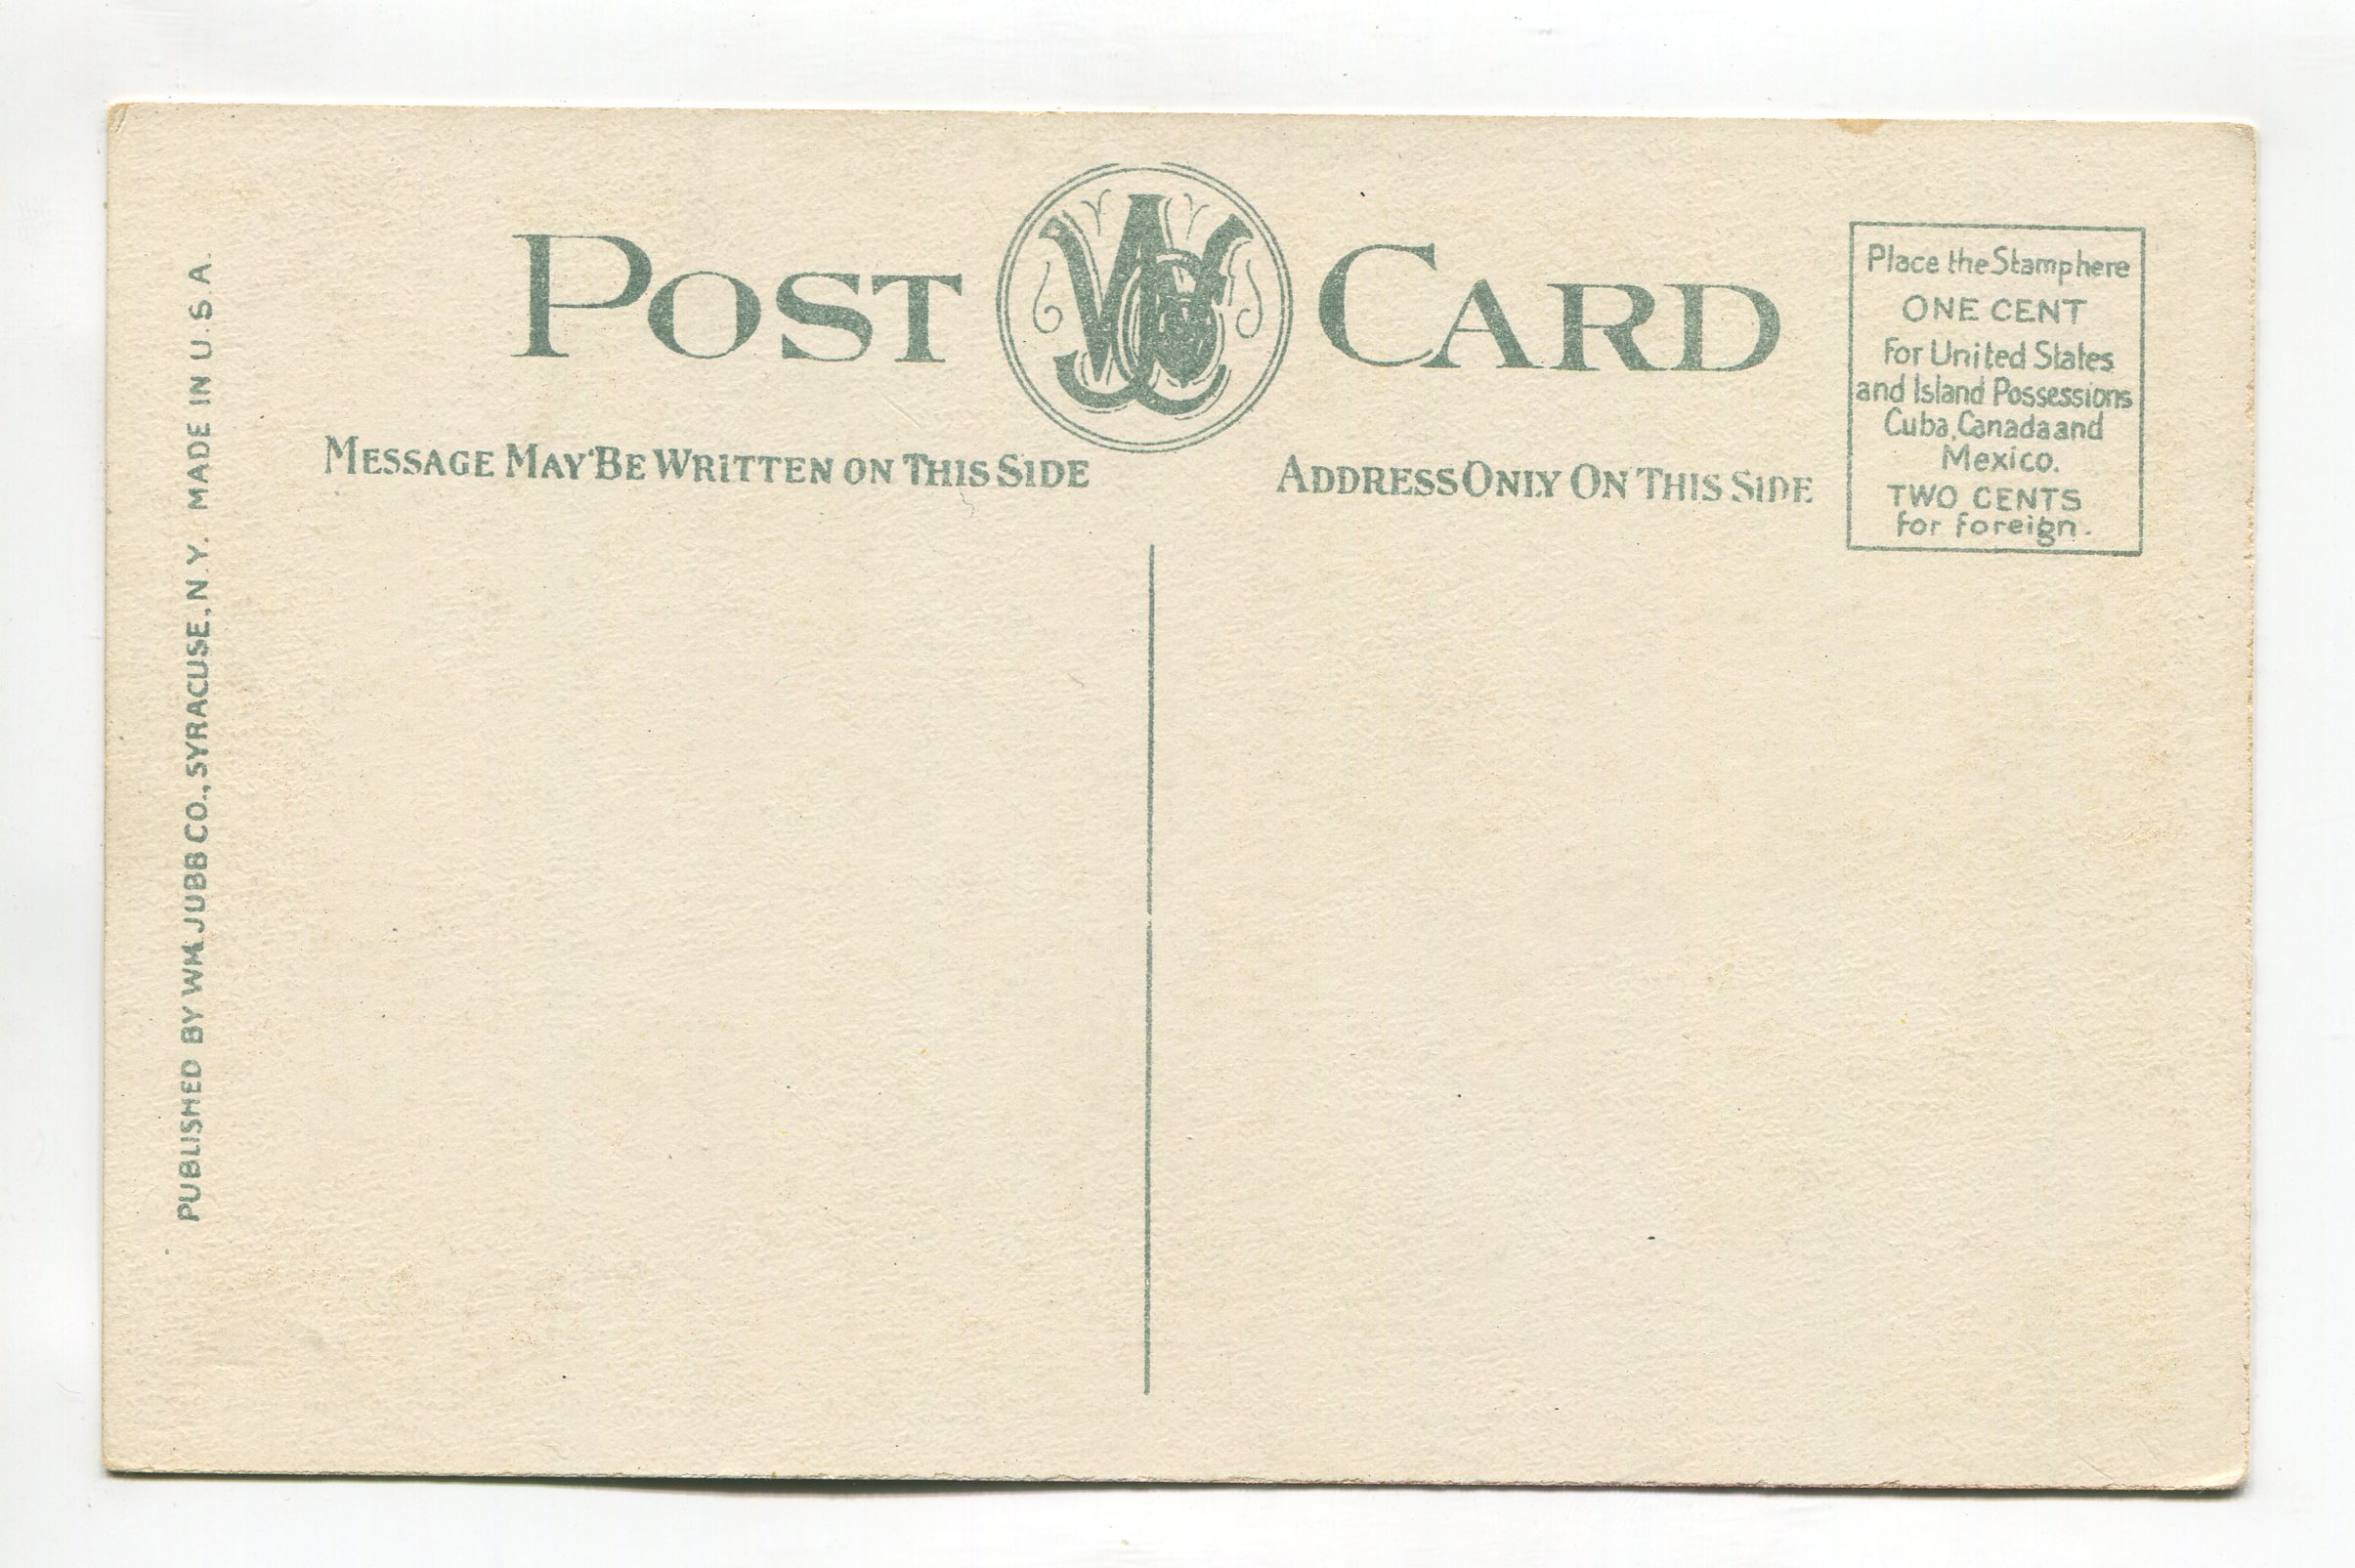 POST CARD
MESSAGE MAY BE WRITTEN ON THIS SIDE
ADDRESS ONLY ON THIS SIDE
Place the Stamp here
ONE CENT
For United States
and Island Possessions
Cuba, Canada and
Mexico.
TWO CENTS
for foreign.
PUBLISHED BY WM. JUBB CO., SYRACUSE, N.Y. MADE IN U.S.A.